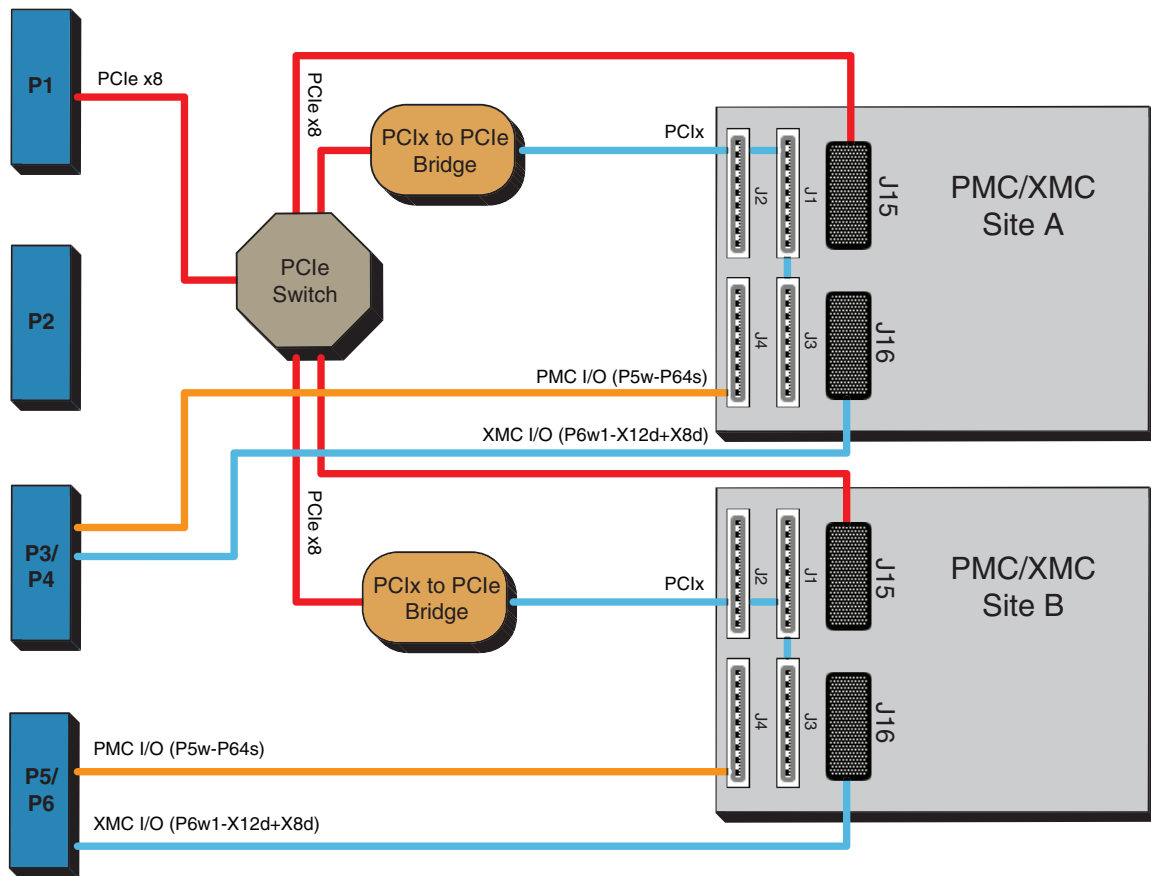 P1
PCIe x8
PCIe x8
PCIx to PCIe
Bridge
PCIx
J2
J1
J15
PMC/XMC
Site A
P2
PCIe
Switch
J4
J3
J16
PMC I/O (P5w-P64s)
XMC I/O (P6w1-X12d+X8d)
P3/
P4
PCIe x8
PCIx to PCIe
Bridge
PCIx
J2
J1
J15
PMC/XMC
Site B
J4
J3
J16
P5/
P6
PMC I/O (P5w-P64s)
XMC I/O (P6w1-X12d+X8d)